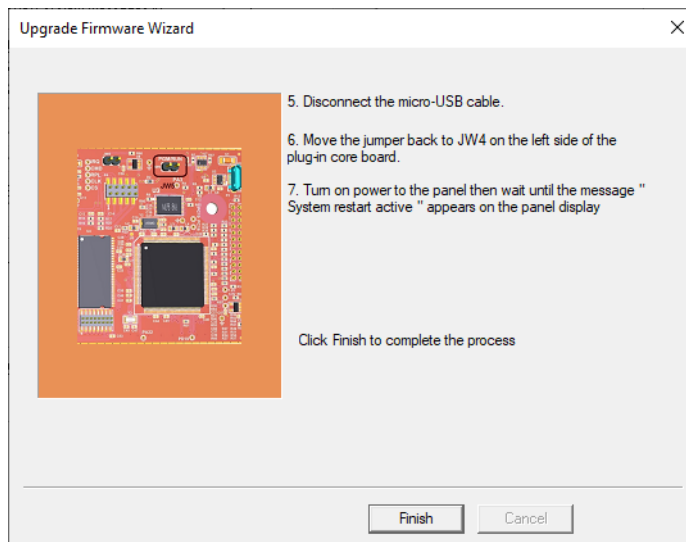 Upgrade Firmware Wizard
5. Disconnect the micro-USB cable.
6. Move the jumper back to JW4 on the left side of the
plug-in core board.
7. Turn on power to the panel then wait until the message "
System restart active " appears on the panel display
JW6
Click Finish to complete the process
Finish
Cancel